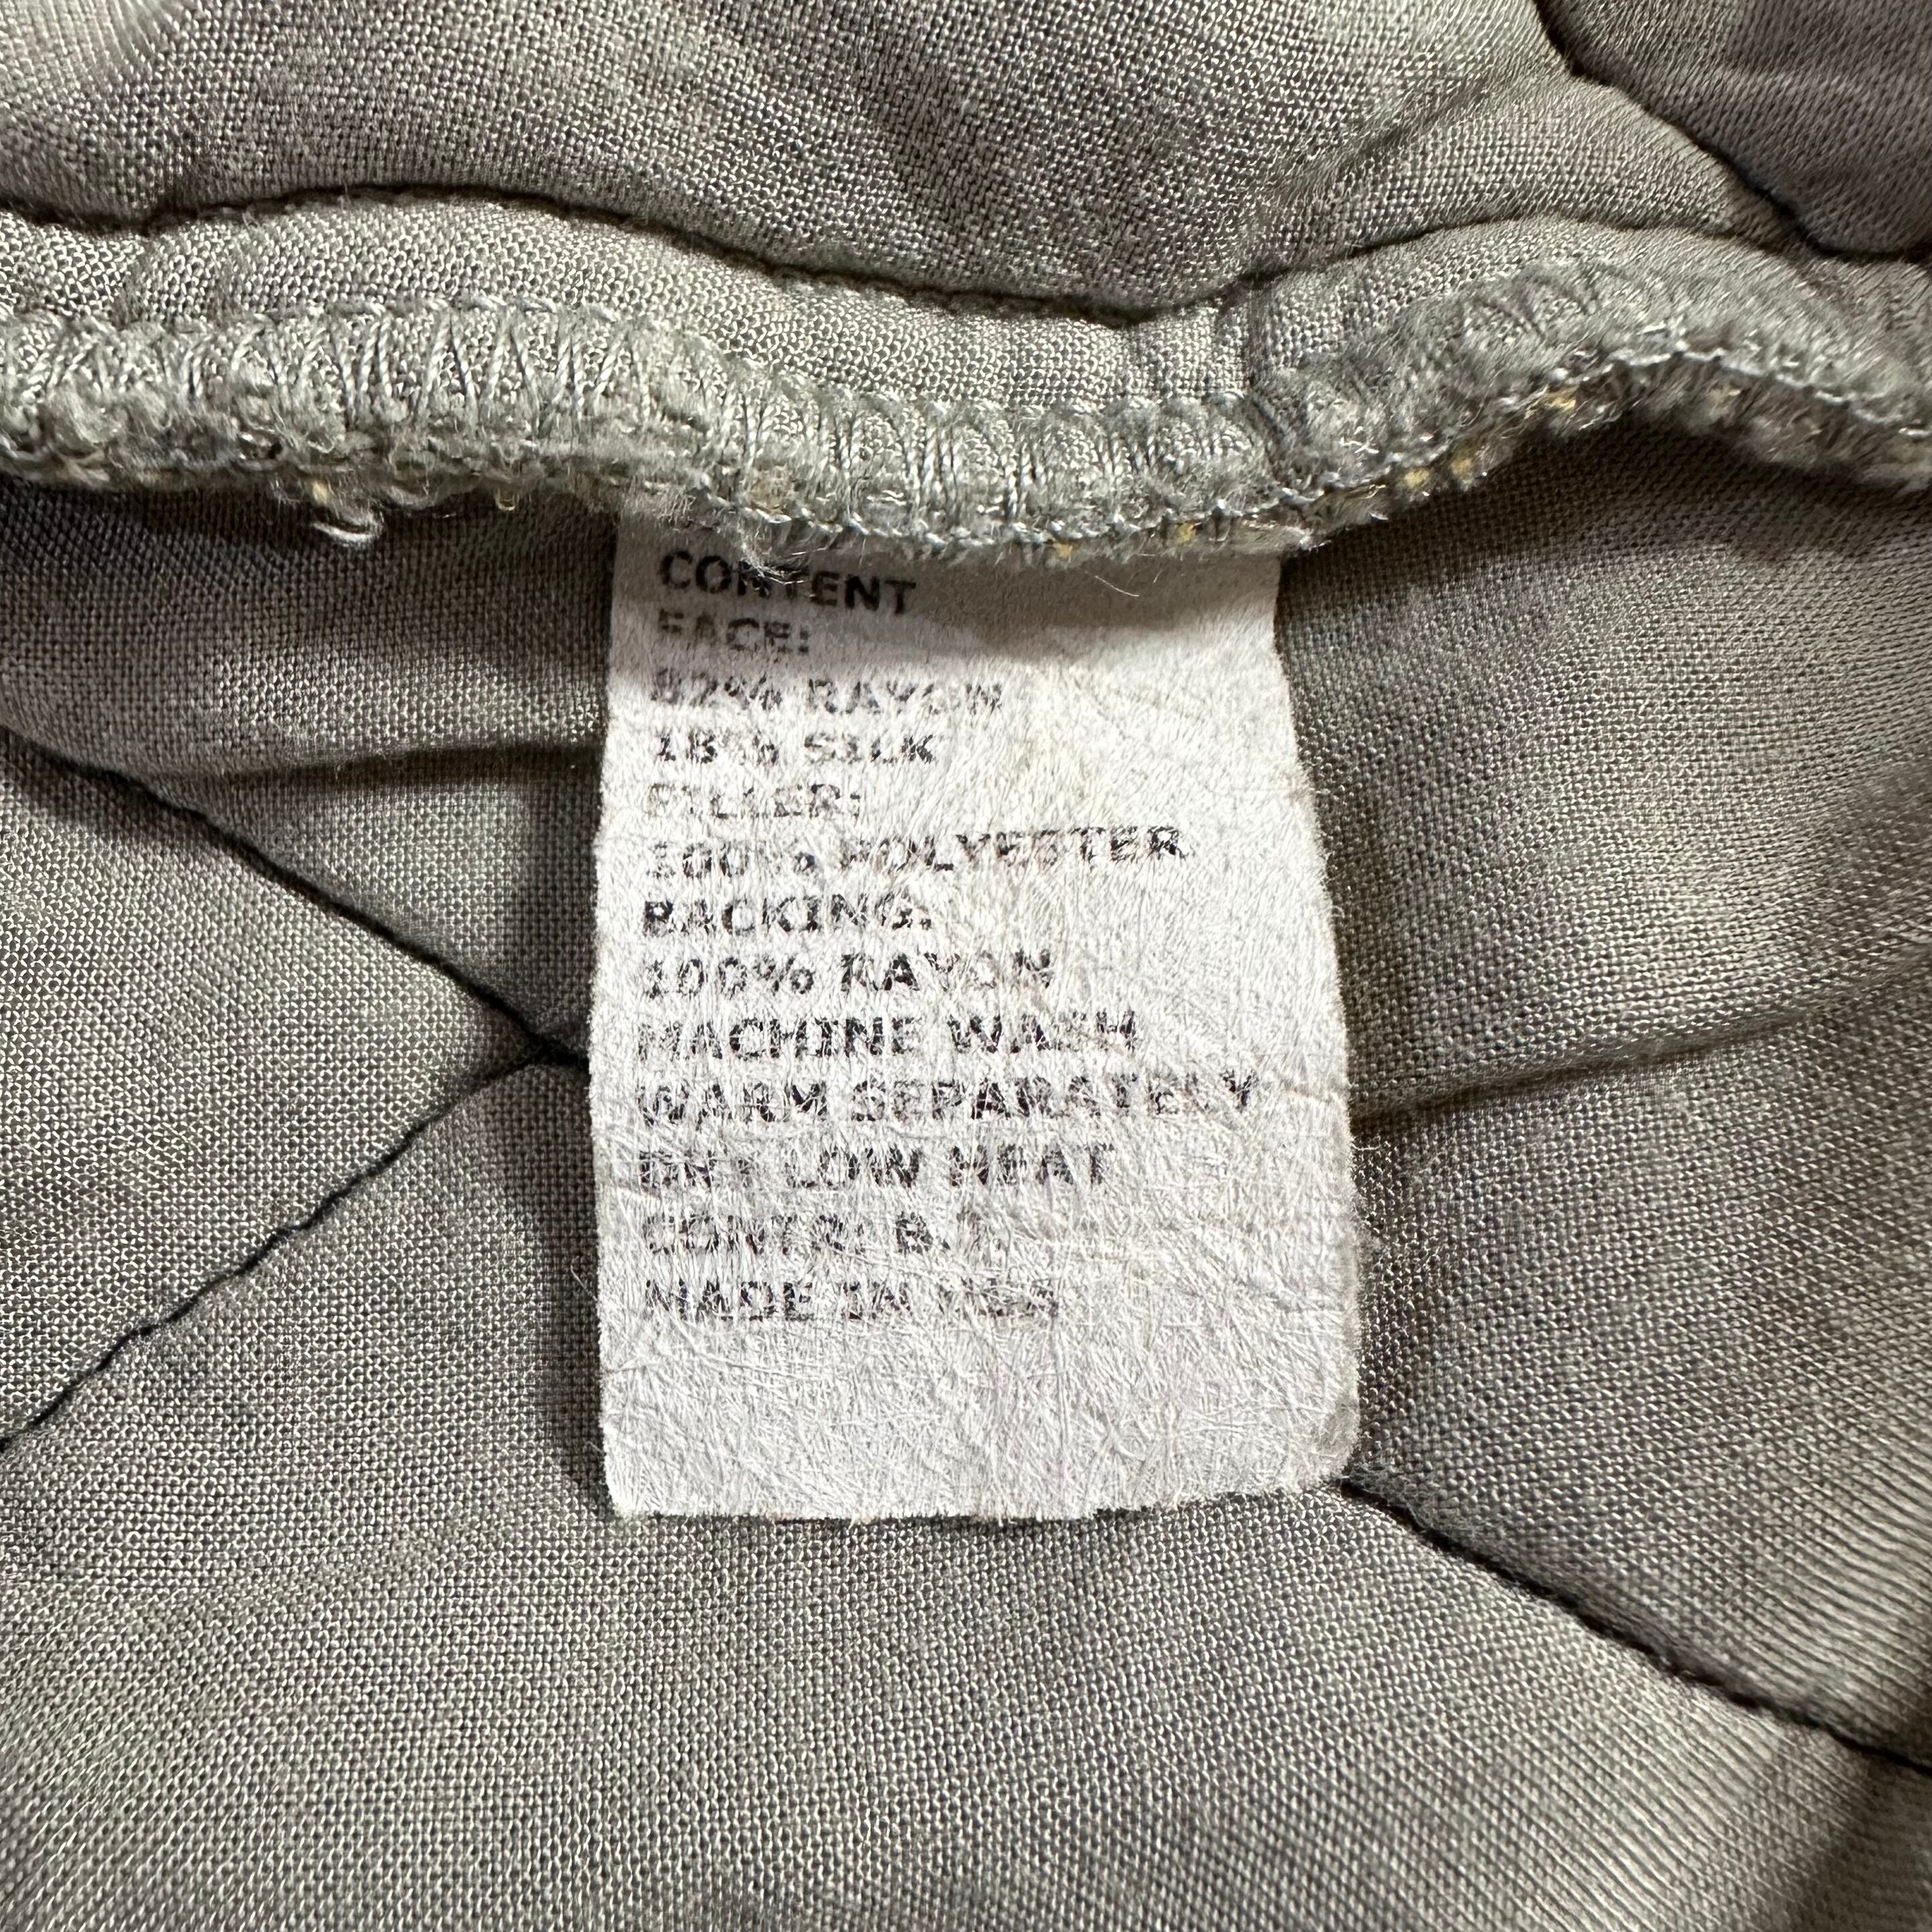 CONTENT
FACE:
82% RAYON
18% SILK
FILLER:
100% POLYESTER
BACKING:
100% RAYON
MACHINE WASH
WARM SEPARATELY
DRY LOW HEAT
CONTR: B.
MADE IN USA